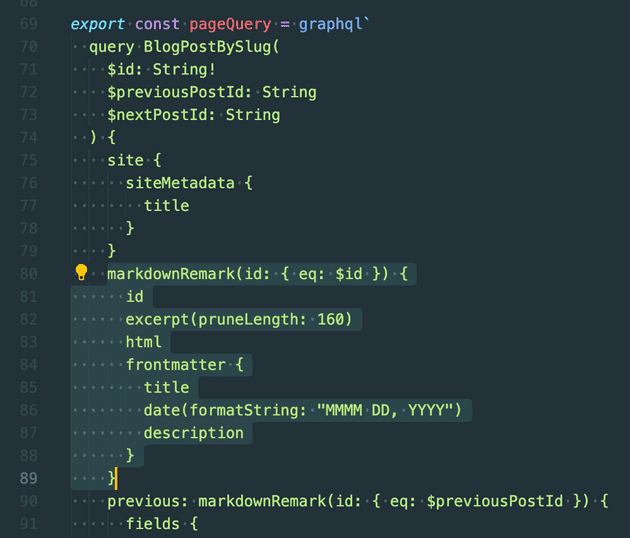 68
69 export const pageQuery = graphql`
70 query BlogPostBySlug(
71 $id: String!
72 $previousPostId: String
73 $nextPostId: String
74 ) {
75 site {
76 siteMetadata {
77 title
78 }
79 }
80 markdownRemark(id: { eq: $id }) {
81 id
82 excerpt(pruneLength: 160)
83 html
84 frontmatter {
85 title
86 date(formatString: "MMMM DD, YYYY")
87 description
88 }
89 }
90 previous: markdownRemark(id: { eq: $previousPostId }) {
91 fields {